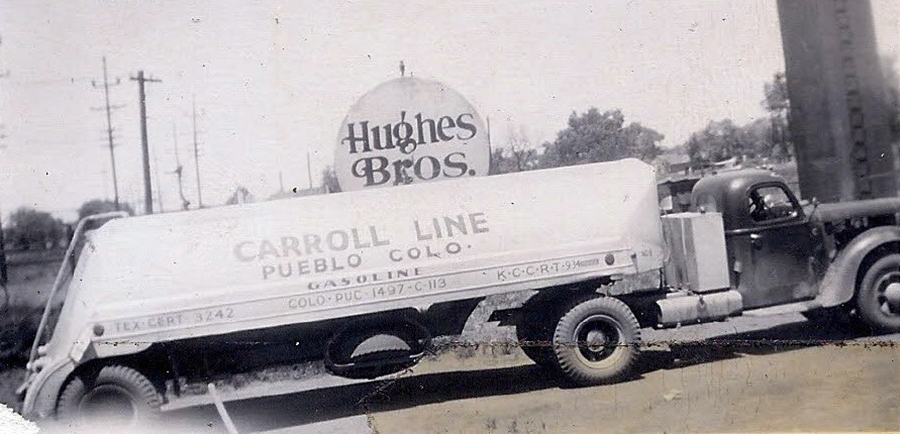 Hughes
Bros.
CARROLL LINE
PUEBLO COLO.
GASOLINE
TEX·CERT 3242
COLO·PUC·1497·C-113
K·C·C·R·T·934